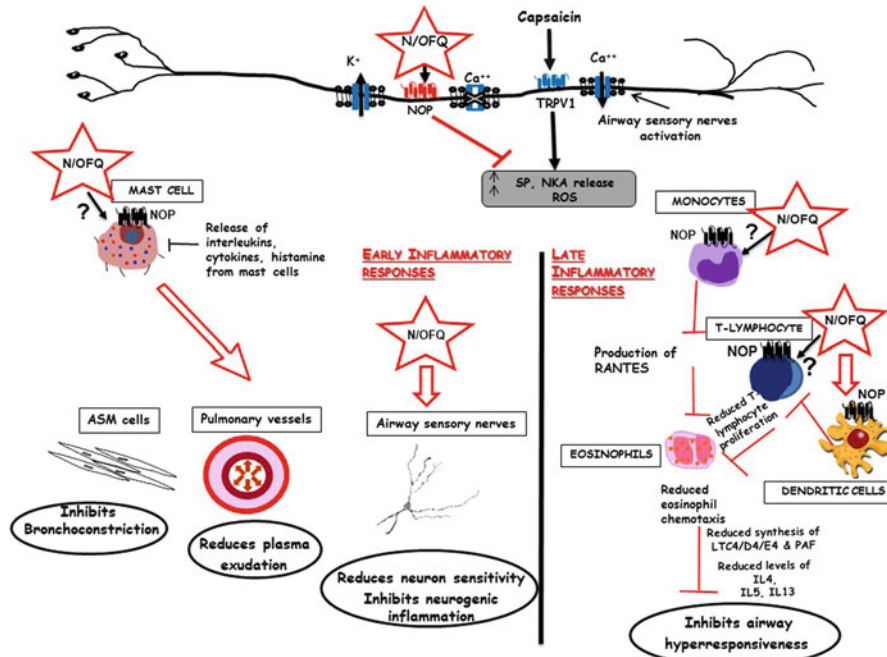 Capsaicin
N/OFQ
K+
Ca++
Ca++
NOP
TRPV1
Airway sensory nerves
activation
SP, NKA release
ROS
N/OFQ
MAST CELL
?
NOP
Release of
interleukins,
cytokines, histamine
from mast cells
EARLY INFLAMMATORY
RESPONSES
N/OFQ
Airway sensory nerves
ASM cells
Pulmonary vessels
Inhibits
Bronchoconstriction
Reduces plasma
exudation
Reduces neuron sensitivity
Inhibits neurogenic
inflammation
LATE
INFLAMMATORY
RESPONSES
MONOCYTES
NOP
?
N/OFQ
T-LYMPHOCYTE
NOP
?
N/OFQ
Production of
RANTES
NOP
Reduced T-
lymphocyte
proliferation
EOSINOPHILS
DENDRITIC CELLS
Reduced
eosinophil
chemotaxis
Reduced synthesis of
LTC4/D4/E4 & PAF
Reduced levels of
IL4,
IL5, IL13
Inhibits airway
hyperresponsiveness